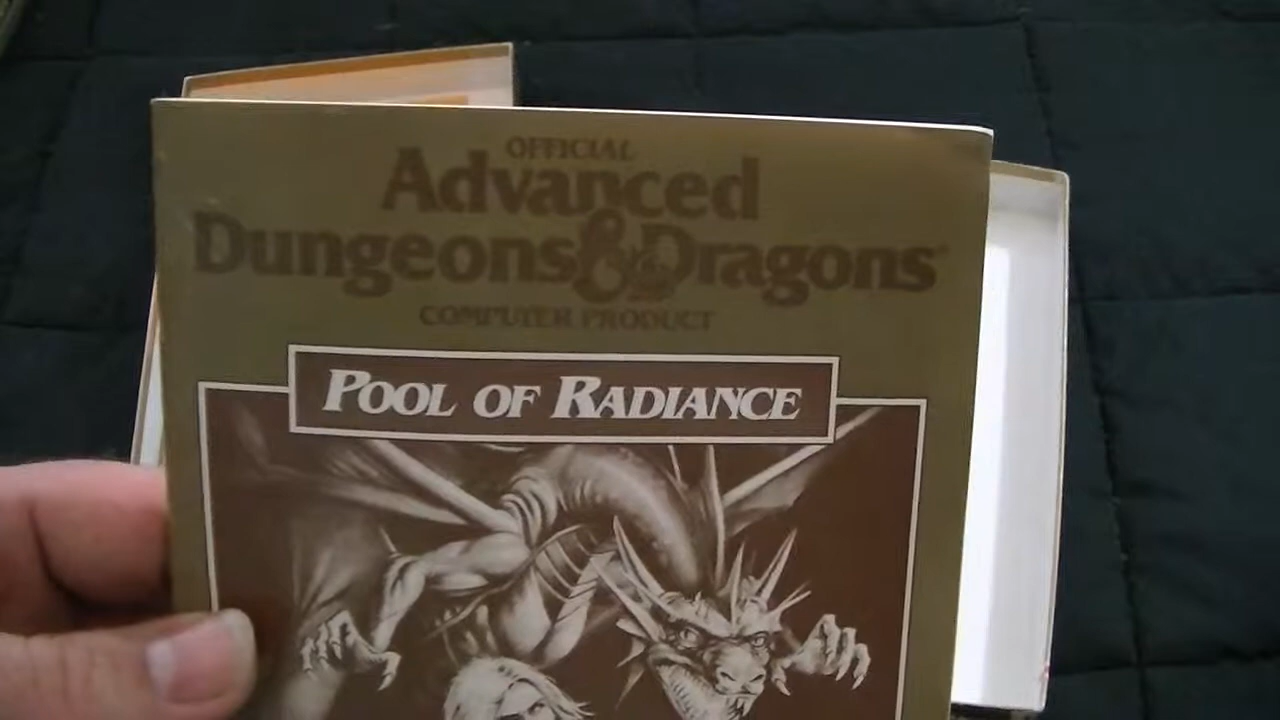 OFFICIAL
Advanced
Dungeons & Dragons
COMPUTER PRODUCT
POOL OF RADIANCE